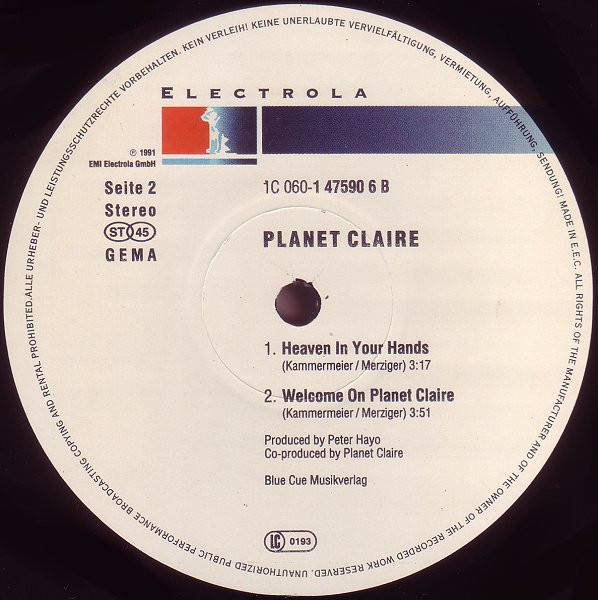 ELECTROLA
℗ 1991
EMI Electrola GmbH
Seite 2
Stereo
ST 45
GEMA
1C 060-1 47590 6 B
PLANET CLAIRE
1. Heaven In Your Hands
(Kammermeier / Merziger) 3:17
2. Welcome On Planet Claire
(Kammermeier / Merziger) 3:51
Produced by Peter Hayo
Co-produced by Planet Claire
Blue Cue Musikverlag
LC 0193
ALLE URHEBER- UND LEISTUNGSSCHUTZRECHTE VORBEHALTEN. KEIN VERLEIH! KEINE UNERLAUBTE VERVIELFÄLTIGUNG, VERMIETUNG, AUFFÜHRUNG, SENDUNG! MADE IN E.E.C. ALL RIGHTS OF THE MANUFACTURER AND OF THE OWNER OF THE RECORDED WORK RESERVED. UNAUTHORIZED PUBLIC PERFORMANCE BROADCASTING COPYING AND RENTAL PROHIBITED.